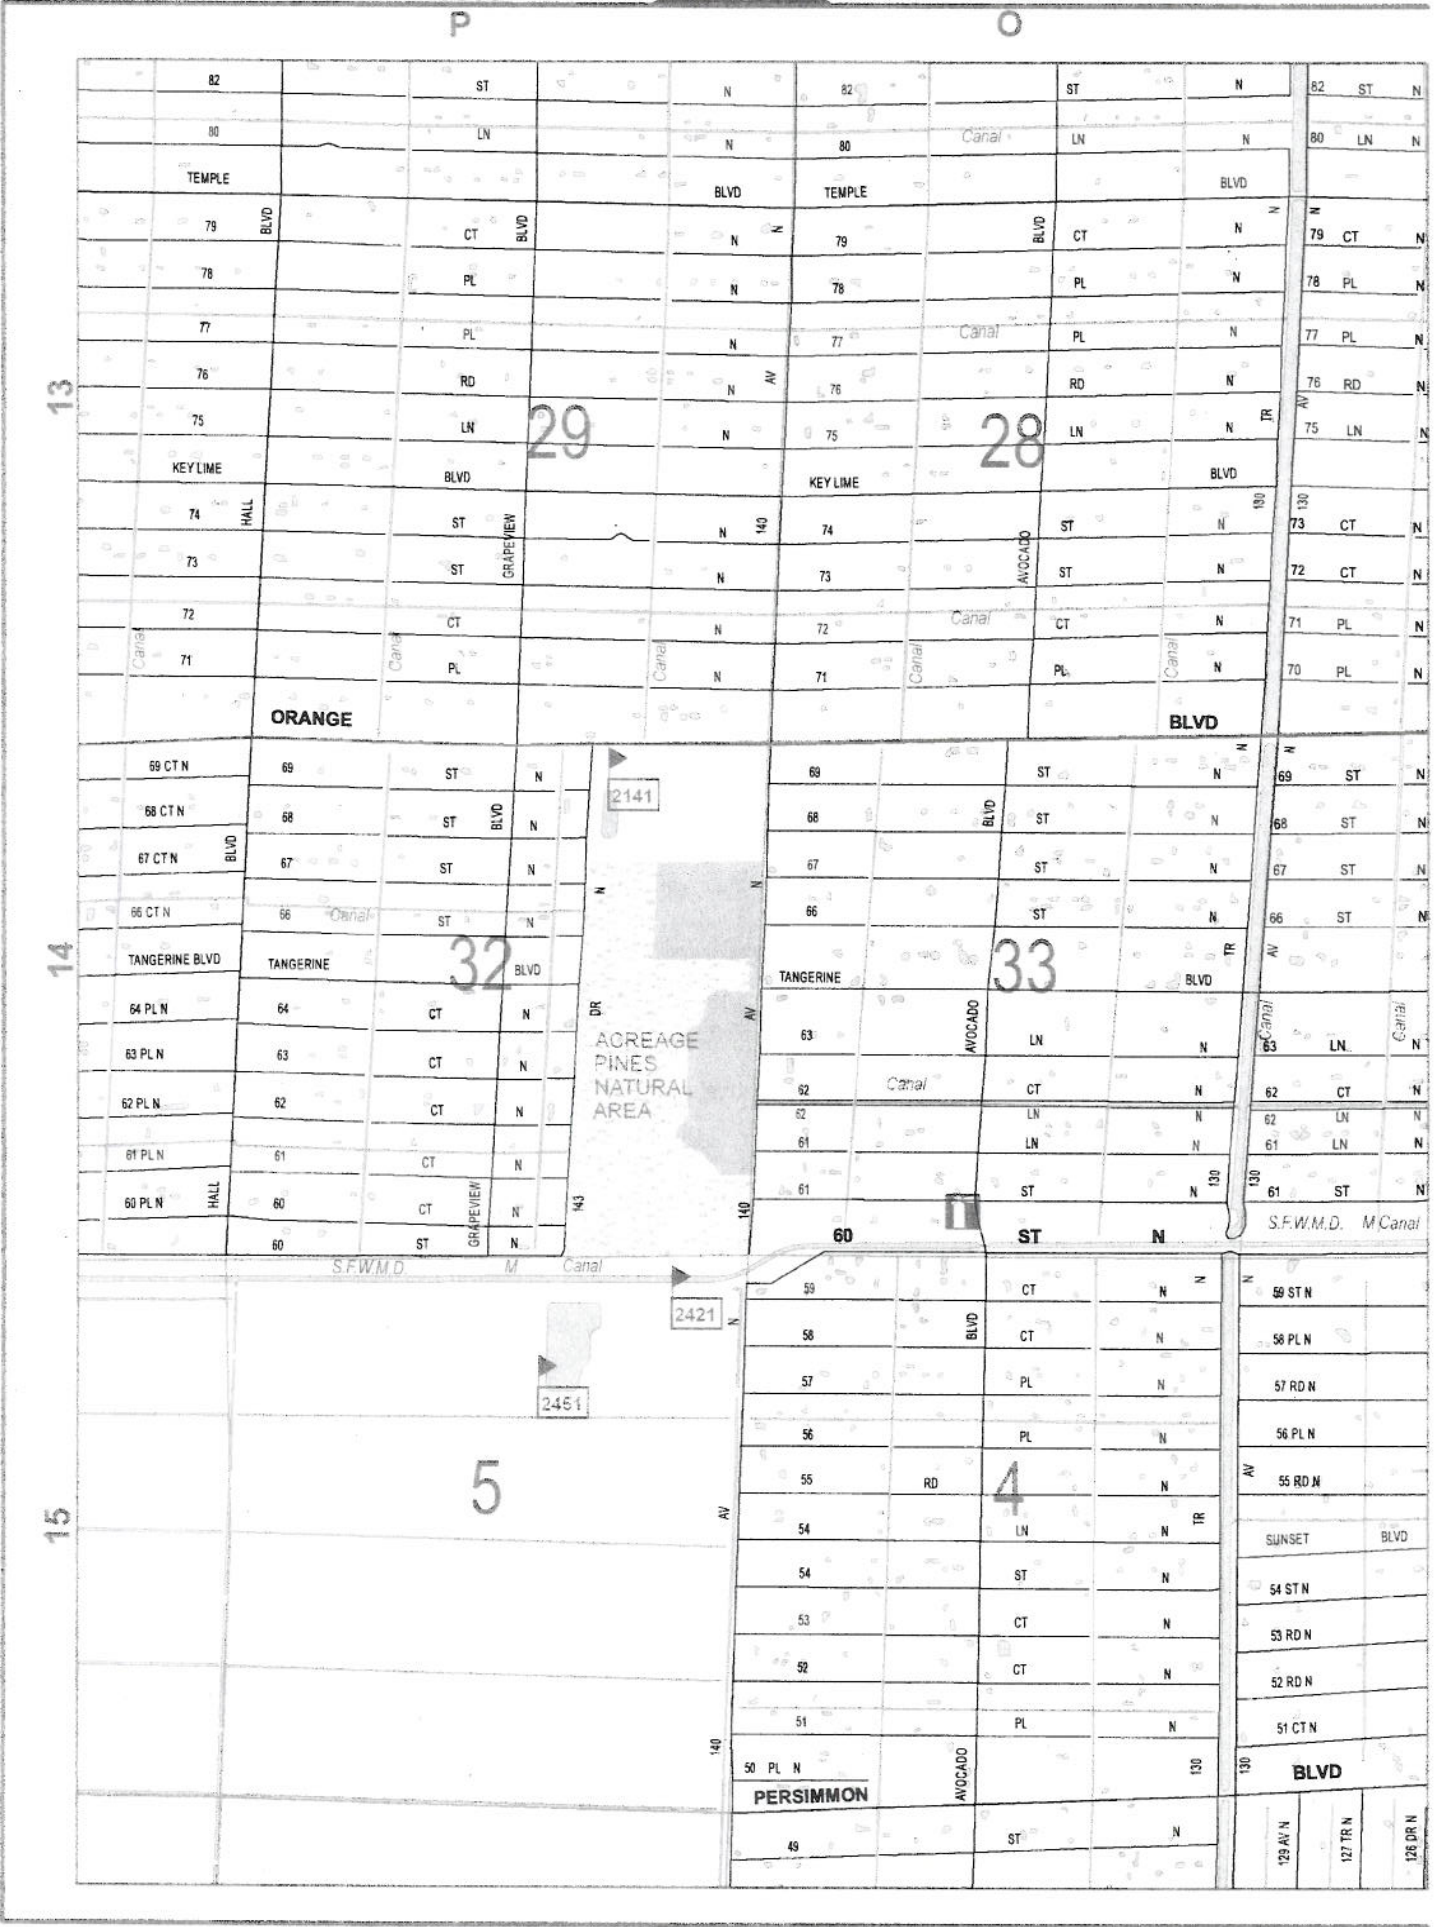 P O
82 ST N 82 ST N 82 ST N
80 LN N 80 Canal LN N 80 LN N
TEMPLE BLVD TEMPLE BLVD
BLVD BLVD N BLVD N N
79 CT N 79 CT N 79 CT N
78 PL N 78 PL N 78 PL N
77 PL N 77 Canal PL N 77 PL N
13
76 RD N AV 76 RD N 76 RD N
29 28
75 LN N 75 LN TR N AV 75 LN N
KEY LIME BLVD KEY LIME BLVD
HALL GRAPEVIEW 140 AVOCADO 130 130
74 ST N 74 ST N 73 CT N
73 ST N 73 ST N 72 CT N
72 CT N 72 Canal CT N 71 PL N
Canal Canal Canal Canal Canal
71 PL N 71 PL N 70 PL N
ORANGE BLVD
69 CT N 69 ST N 69 ST N N N 69 ST N
2141
68 CT N 68 ST BLVD N 68 BLVD ST N 68 ST N
67 CT N BLVD 67 ST N 67 ST N 67 ST N
N N
66 CT N 66 Canal ST N 66 ST N 66 ST N
14
32 33
TR AV
TANGERINE BLVD TANGERINE BLVD TANGERINE BLVD
64 PL N 64 CT N DR AV 63 AVOCADO LN N Canal 63 LN Canal N
ACREAGE
PINES
NATURAL
AREA
63 PL N 63 CT N 62 Canal CT N 62 CT N
62 PL N 62 CT N 62 LN N 62 LN N
61 PL N 61 CT N 61 LN N 61 LN N
60 PL N HALL 60 CT GRAPEVIEW N 143 140 61 ST N 130 130 61 ST N
60 ST N 60 ST N S.F.W.M.D. M Canal
S.F.W.M.D. M Canal
59 CT N N N 59 ST N
2421
N BLVD
58 CT N 58 PL N
2451
57 PL N 57 RD N
56 PL N 56 PL N
5 4
55 RD N AV 55 RD N
15
AV TR
54 LN N SUNSET BLVD
54 ST N 54 ST N
53 CT N 53 RD N
52 CT N 52 RD N
51 PL N 51 CT N
140 50 PL N AVOCADO 130 130
PERSIMMON BLVD
49 ST N 129 AV N 127 TR N 126 DR N